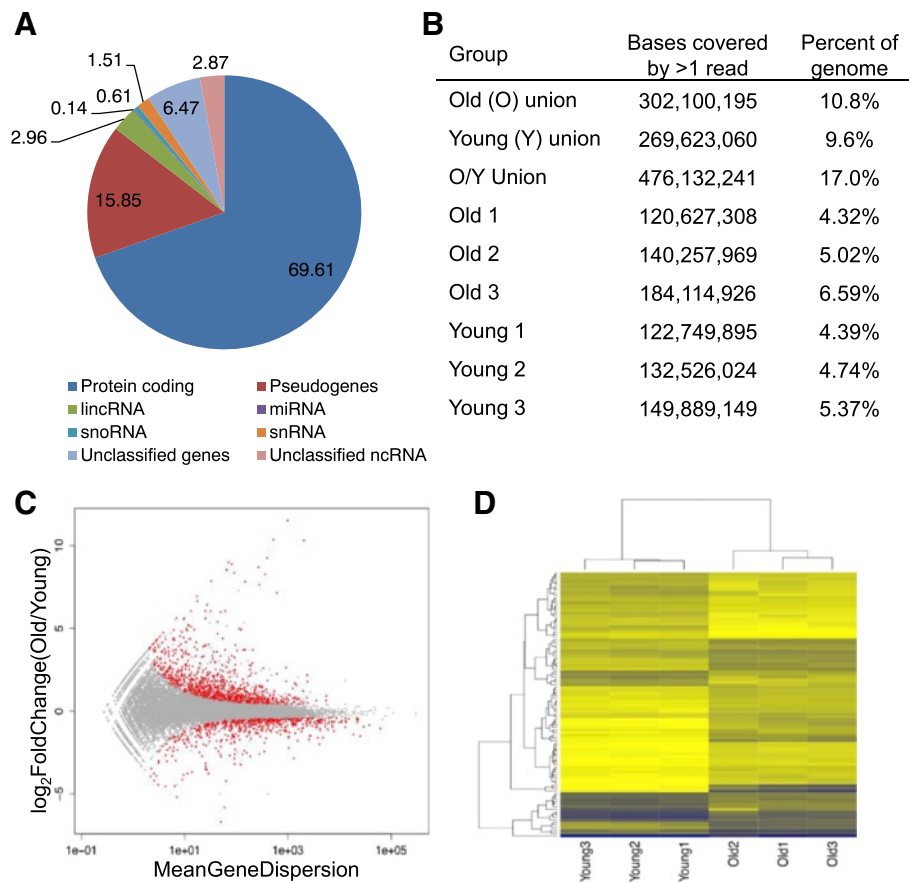 A
1.51
2.87
0.61
0.14
6.47
2.96
15.85
69.61
Protein coding
Pseudogenes
lincRNA
miRNA
snoRNA
snRNA
Unclassified genes
Unclassified ncRNA
B
Group Bases covered by >1 read Percent of genome
Old (O) union 302,100,195 10.8%
Young (Y) union 269,623,060 9.6%
O/Y Union 476,132,241 17.0%
Old 1 120,627,308 4.32%
Old 2 140,257,969 5.02%
Old 3 184,114,926 6.59%
Young 1 122,749,895 4.39%
Young 2 132,526,024 4.74%
Young 3 149,889,149 5.37%
C
log2FoldChange(Old/Young)
10
5
0
−5
1e−01 1e+01 1e+03 1e+05
MeanGeneDispersion
D
Young3
Young2
Young1
Old2
Old1
Old3